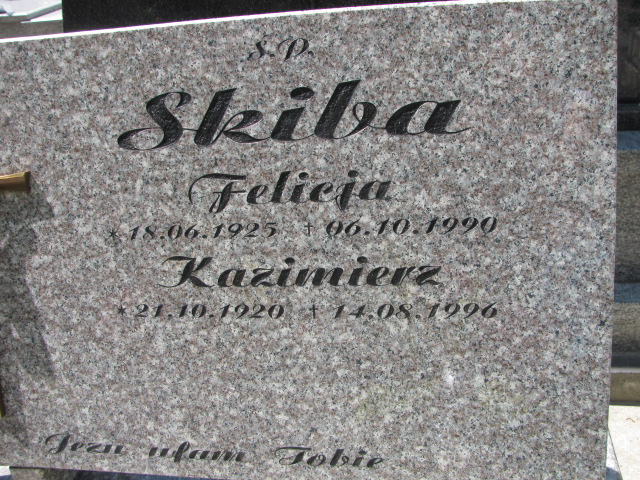 Ś.P.
Skiba
Felicja
*18.06.1925 †06.10.1990
Kazimierz
*21.10.1920 †14.08.1996
Jezu ufam Tobie